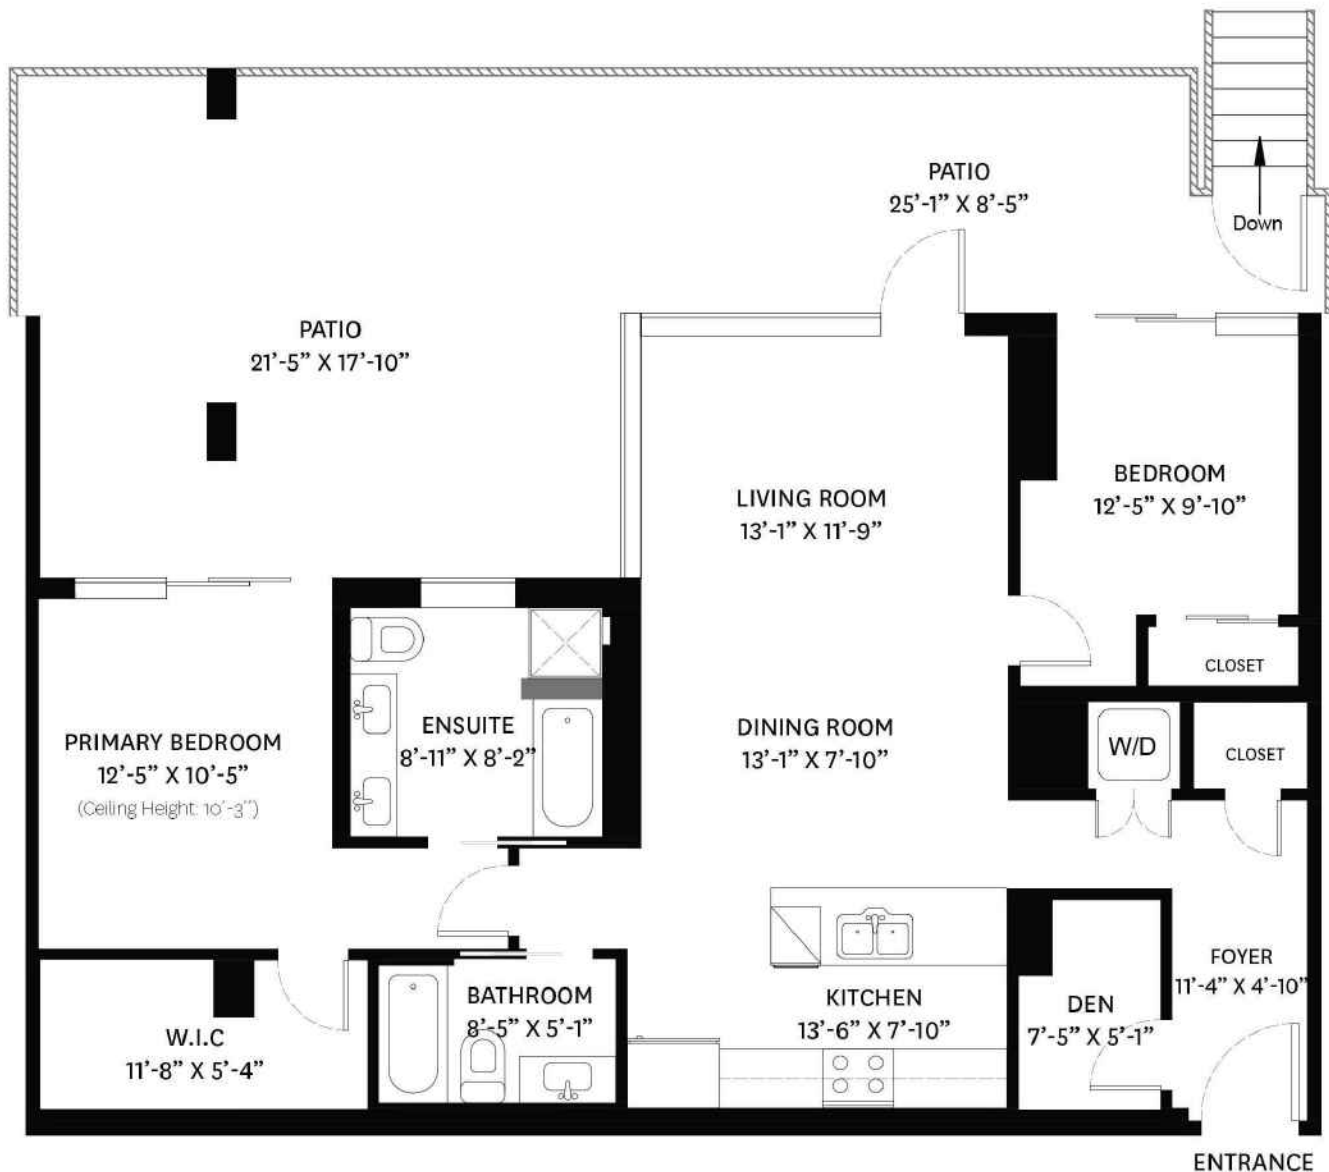 PATIO
25'-1" X 8'-5"
Down
PATIO
21'-5" X 17'-10"
BEDROOM
12'-5" X 9'-10"
LIVING ROOM
13'-1" X 11'-9"
CLOSET
ENSUITE
8'-11" X 8'-2"
DINING ROOM
13'-1" X 7'-10"
PRIMARY BEDROOM
12'-5" X 10'-5"
(Ceiling Height: 10'-3")
W/D
CLOSET
FOYER
11'-4" X 4'-10"
BATHROOM
8'-5" X 5'-1"
KITCHEN
13'-6" X 7'-10"
DEN
7'-5" X 5'-1"
W.I.C
11'-8" X 5'-4"
ENTRANCE